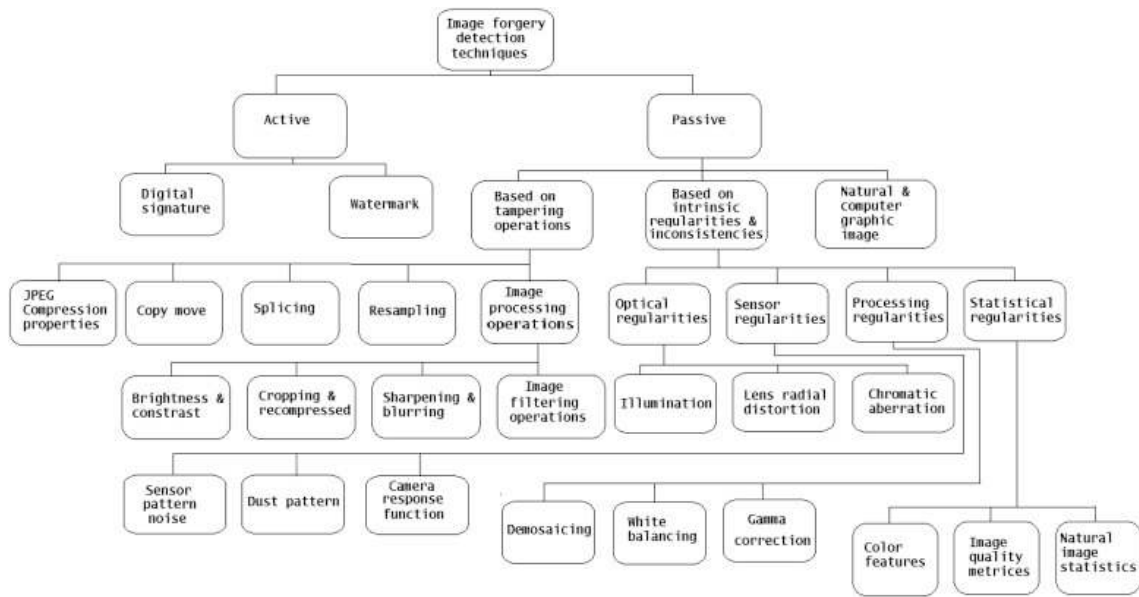 Image forgery
detection
techniques
Active
Passive
Digital
signature
Watermark
Based on
tampering
operations
Based on
intrinsic
regularities &
inconsistencies
Natural &
computer
graphic
image
JPEG
Compression
properties
Copy move
Splicing
Resampling
Image
processing
operations
Optical
regularities
Sensor
regularities
Processing
regularities
Statistical
regularities
Brightness &
constrast
Cropping &
recompressed
Sharpening &
blurring
Image
filtering
operations
Illumination
Lens radial
distortion
Chromatic
aberration
Sensor
pattern
noise
Dust pattern
Camera
response
function
Demosaicing
White
balancing
Gamma
correction
Color
features
Image
quality
metrices
Natural
image
statistics